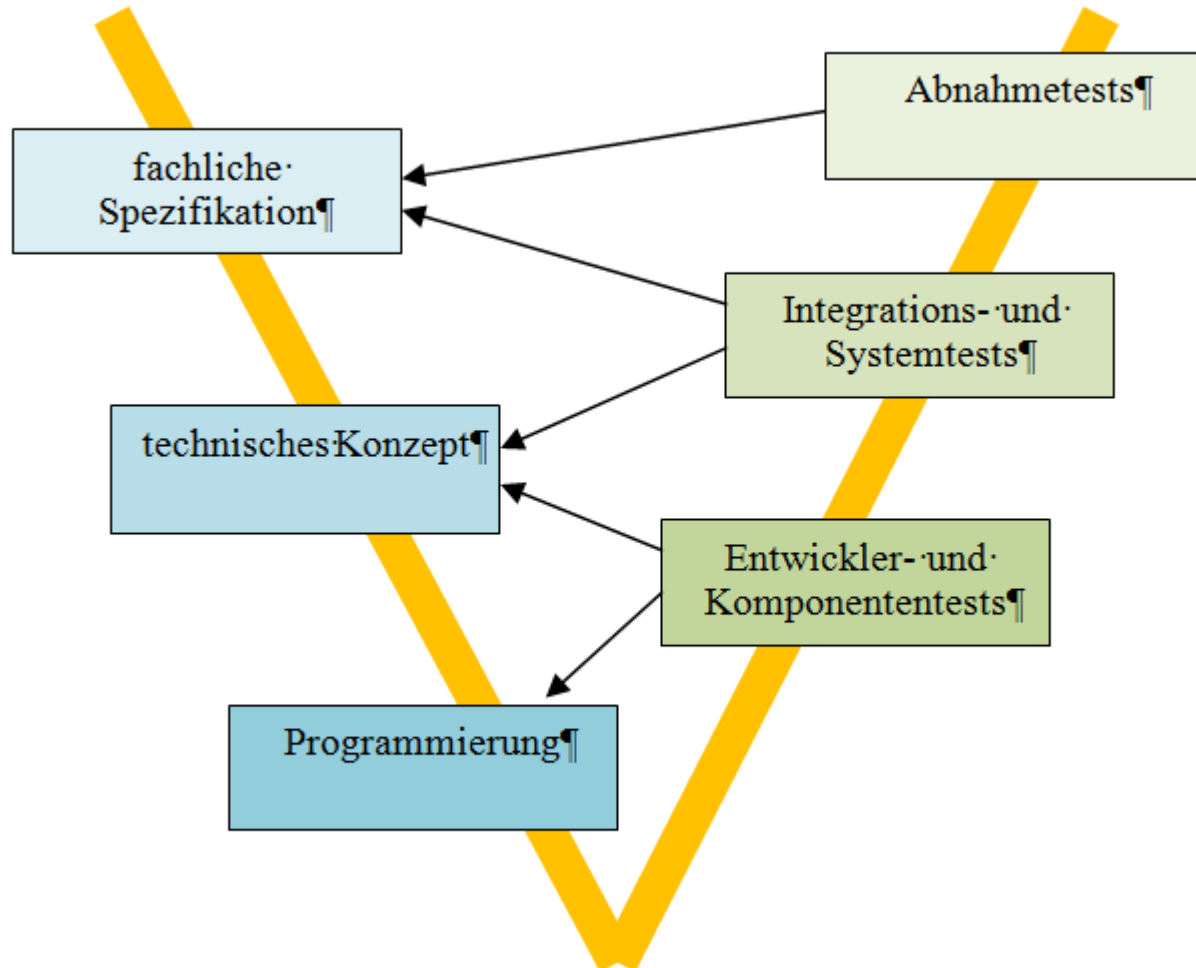 Abnahmetests¶
fachliche·
Spezifikation¶
Integrations-·und·
Systemtests¶
technisches·Konzept¶
Entwickler-·und·
Komponententests¶
Programmierung¶